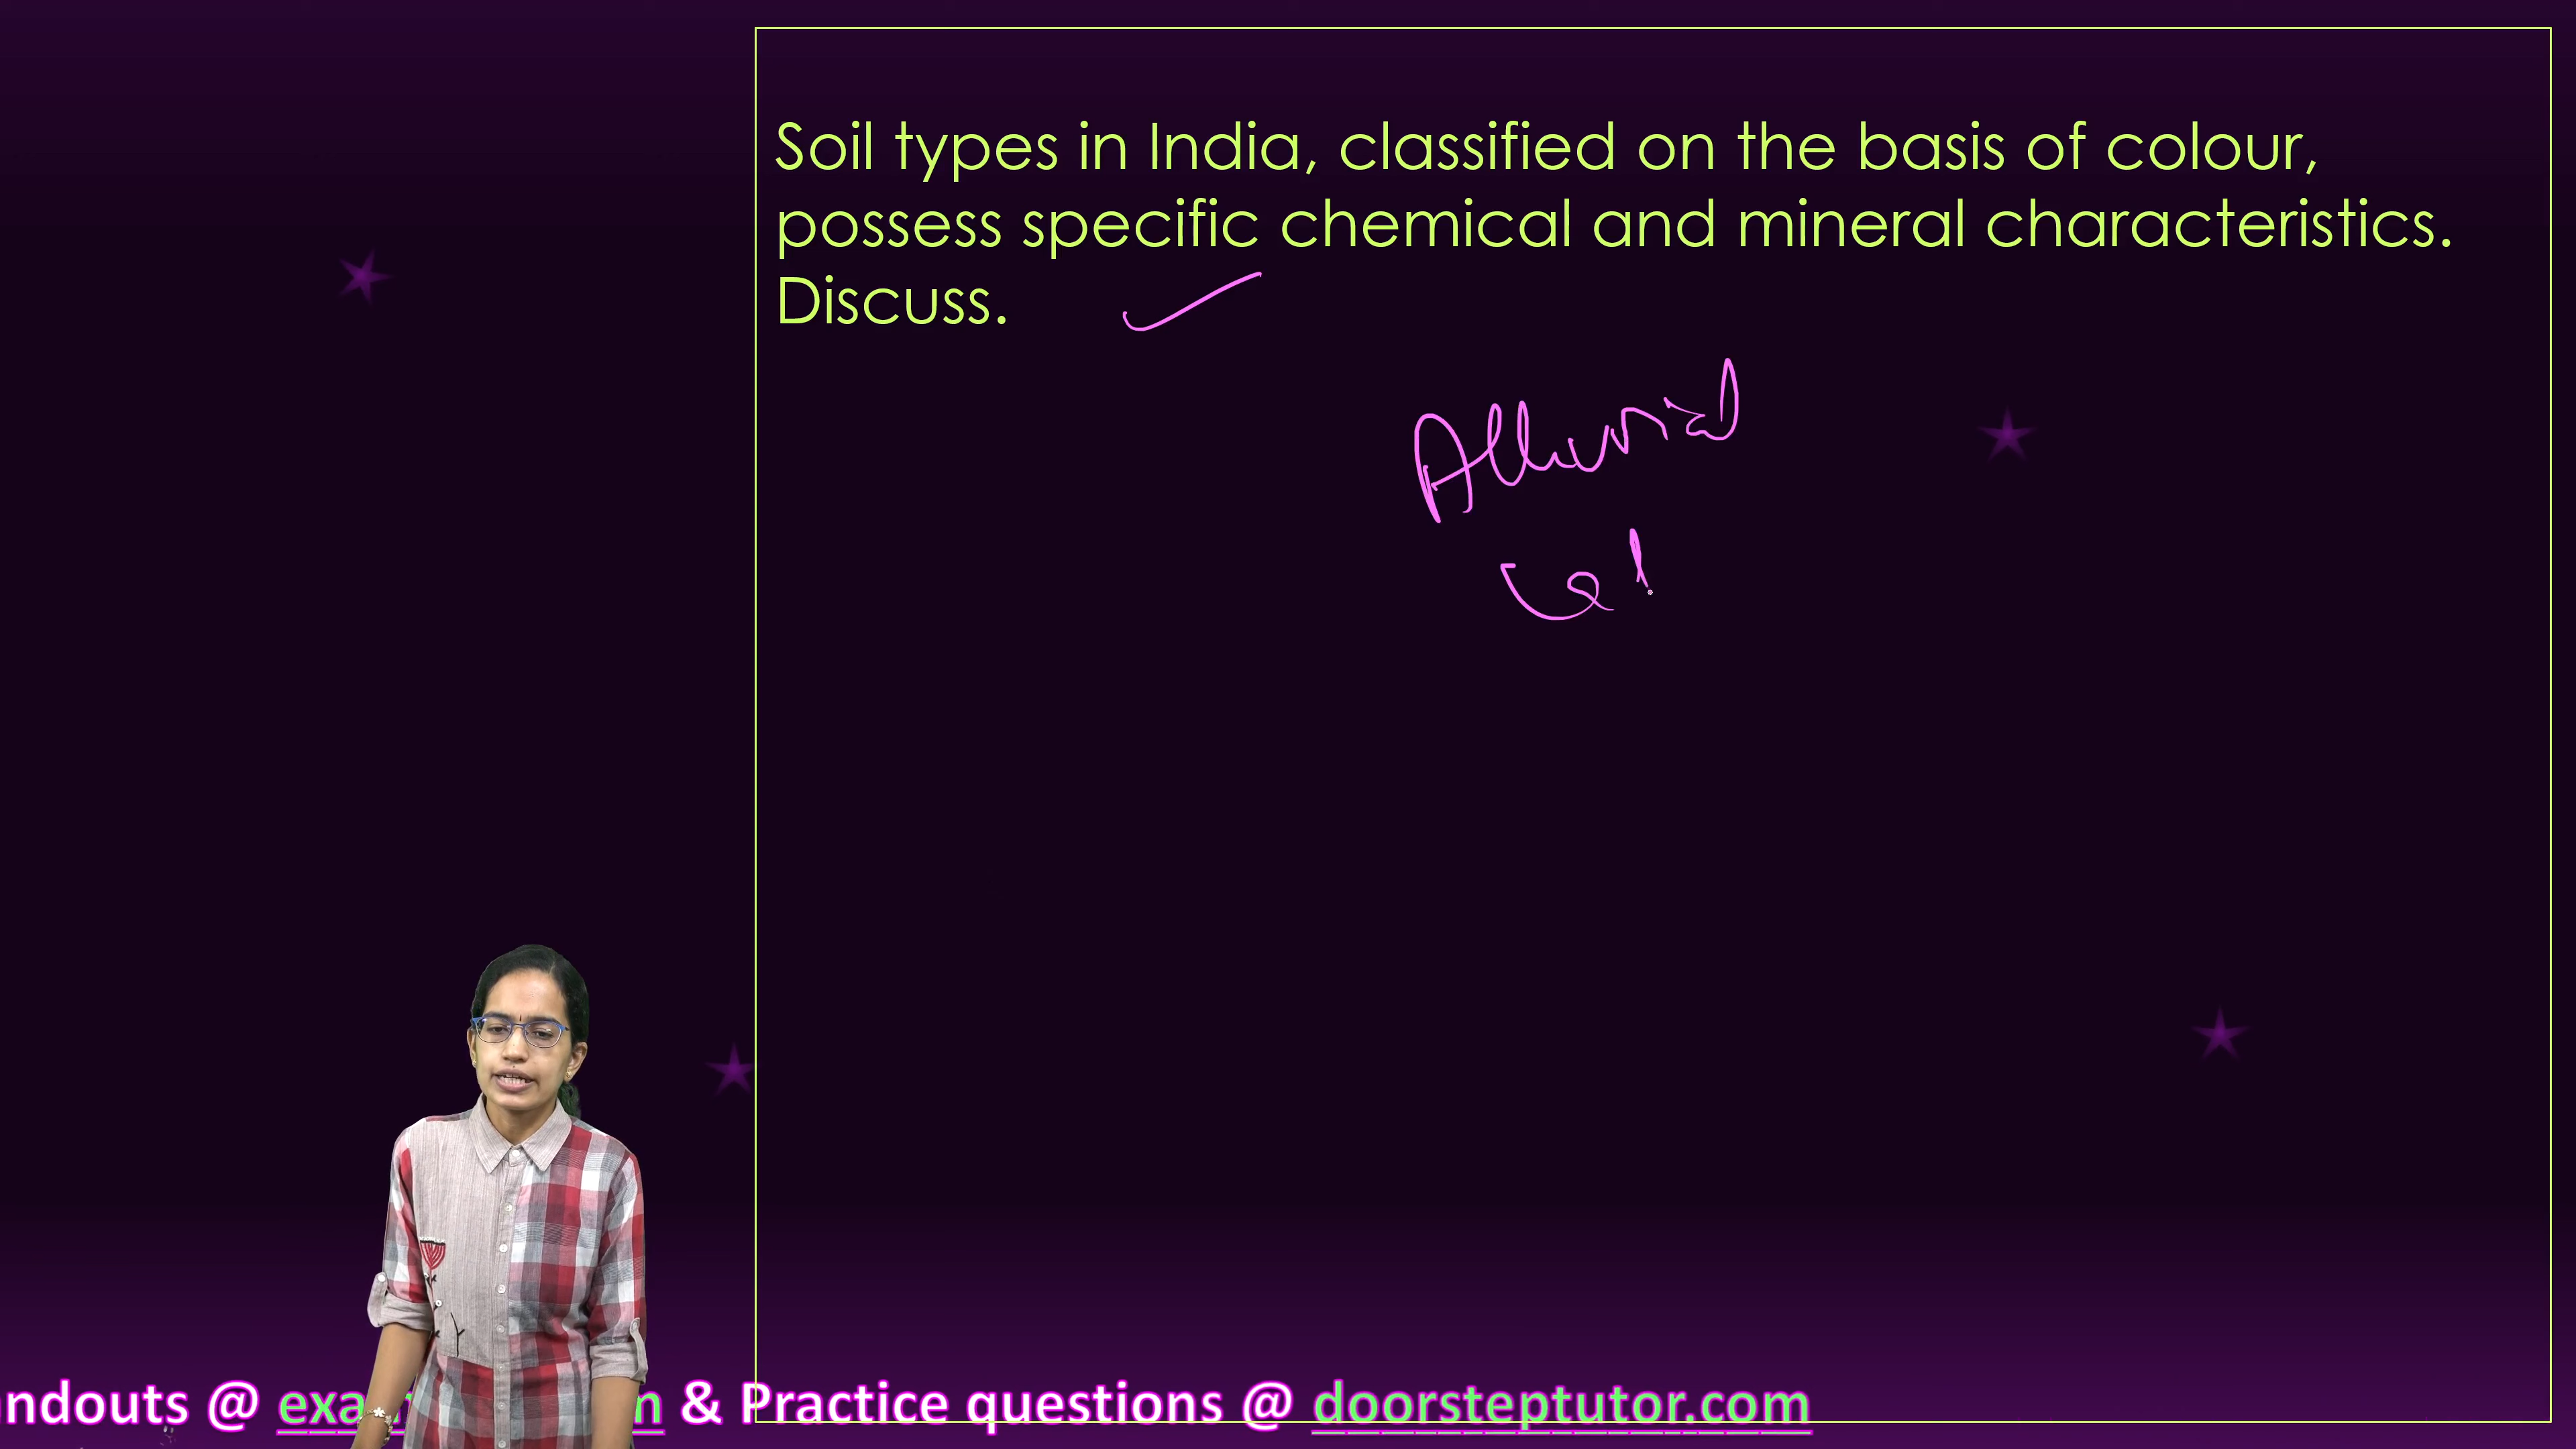 Soil types in India, classified on the basis of colour,
possess specific chemical and mineral characteristics.
Discuss.
Alluvial
@ & Practice questions @ doorsteptutor.com